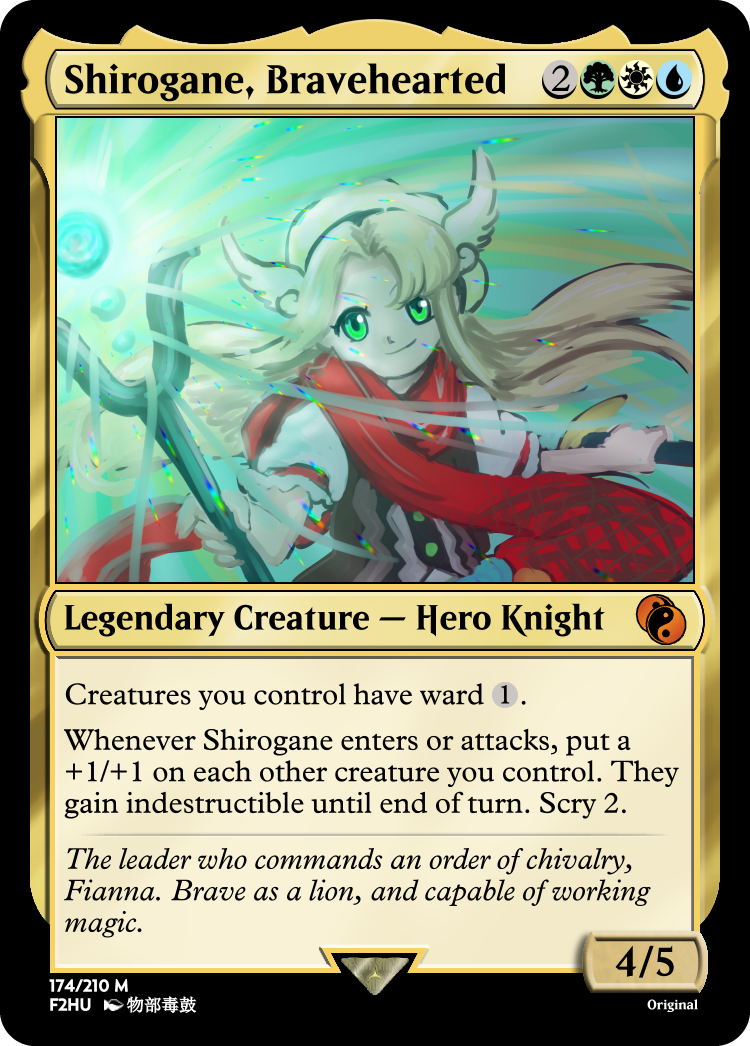 Shirogane, Bravehearted 2
Legendary Creature — Hero Knight
Creatures you control have ward 1.
Whenever Shirogane enters or attacks, put a
+1/+1 on each other creature you control. They
gain indestructible until end of turn. Scry 2.
The leader who commands an order of chivalry,
Fianna. Brave as a lion, and capable of working
magic.
4/5
174/210 M
F2HU 物部毒鼓
Original